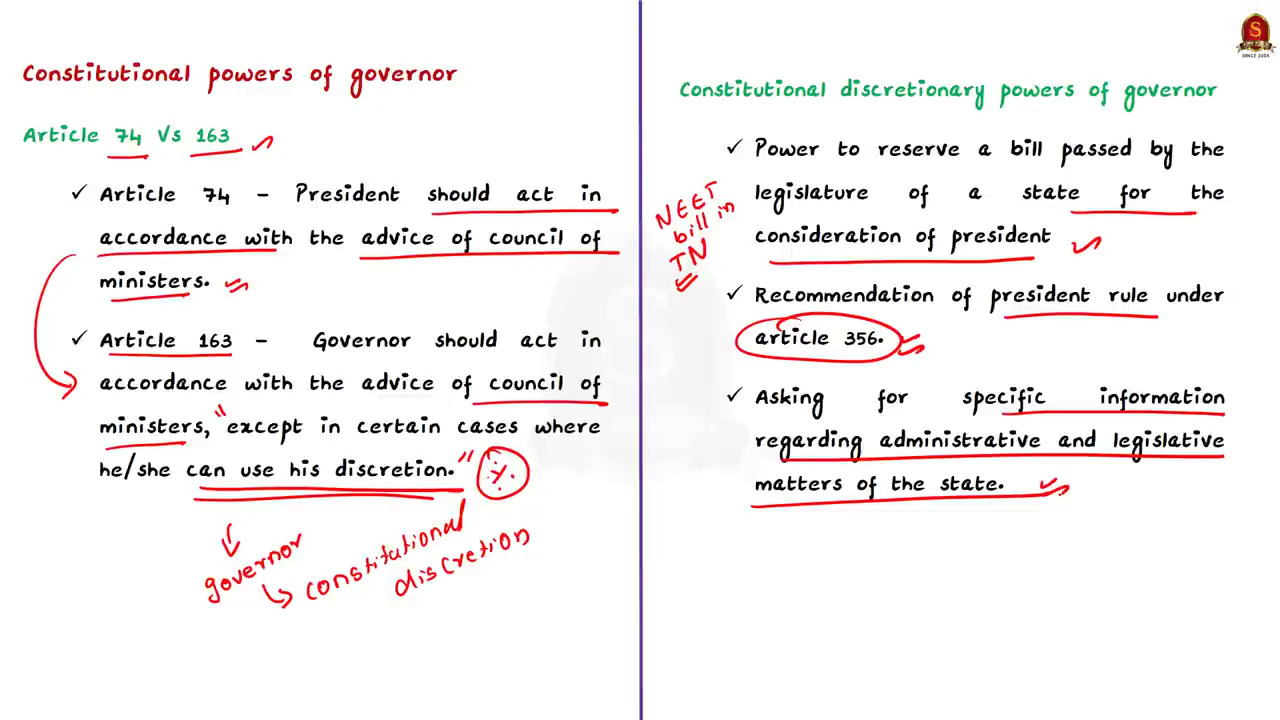 Constitutional powers of governor
Article 74 Vs 163
✓ Article 74 - President should act in
accordance with the advice of council of
ministers.
✓ Article 163 - Governor should act in
accordance with the advice of council of
ministers, "except in certain cases where
he/she can use his discretion."
governor
constitutional
discretion
S
SINCE 2004
Constitutional discretionary powers of governor
✓ Power to reserve a bill passed by the
legislature of a state for the
consideration of president
NEET
bill in
TN
✓ Recommendation of president rule under
article 356.
✓ Asking for specific information
regarding administrative and legislative
matters of the state.